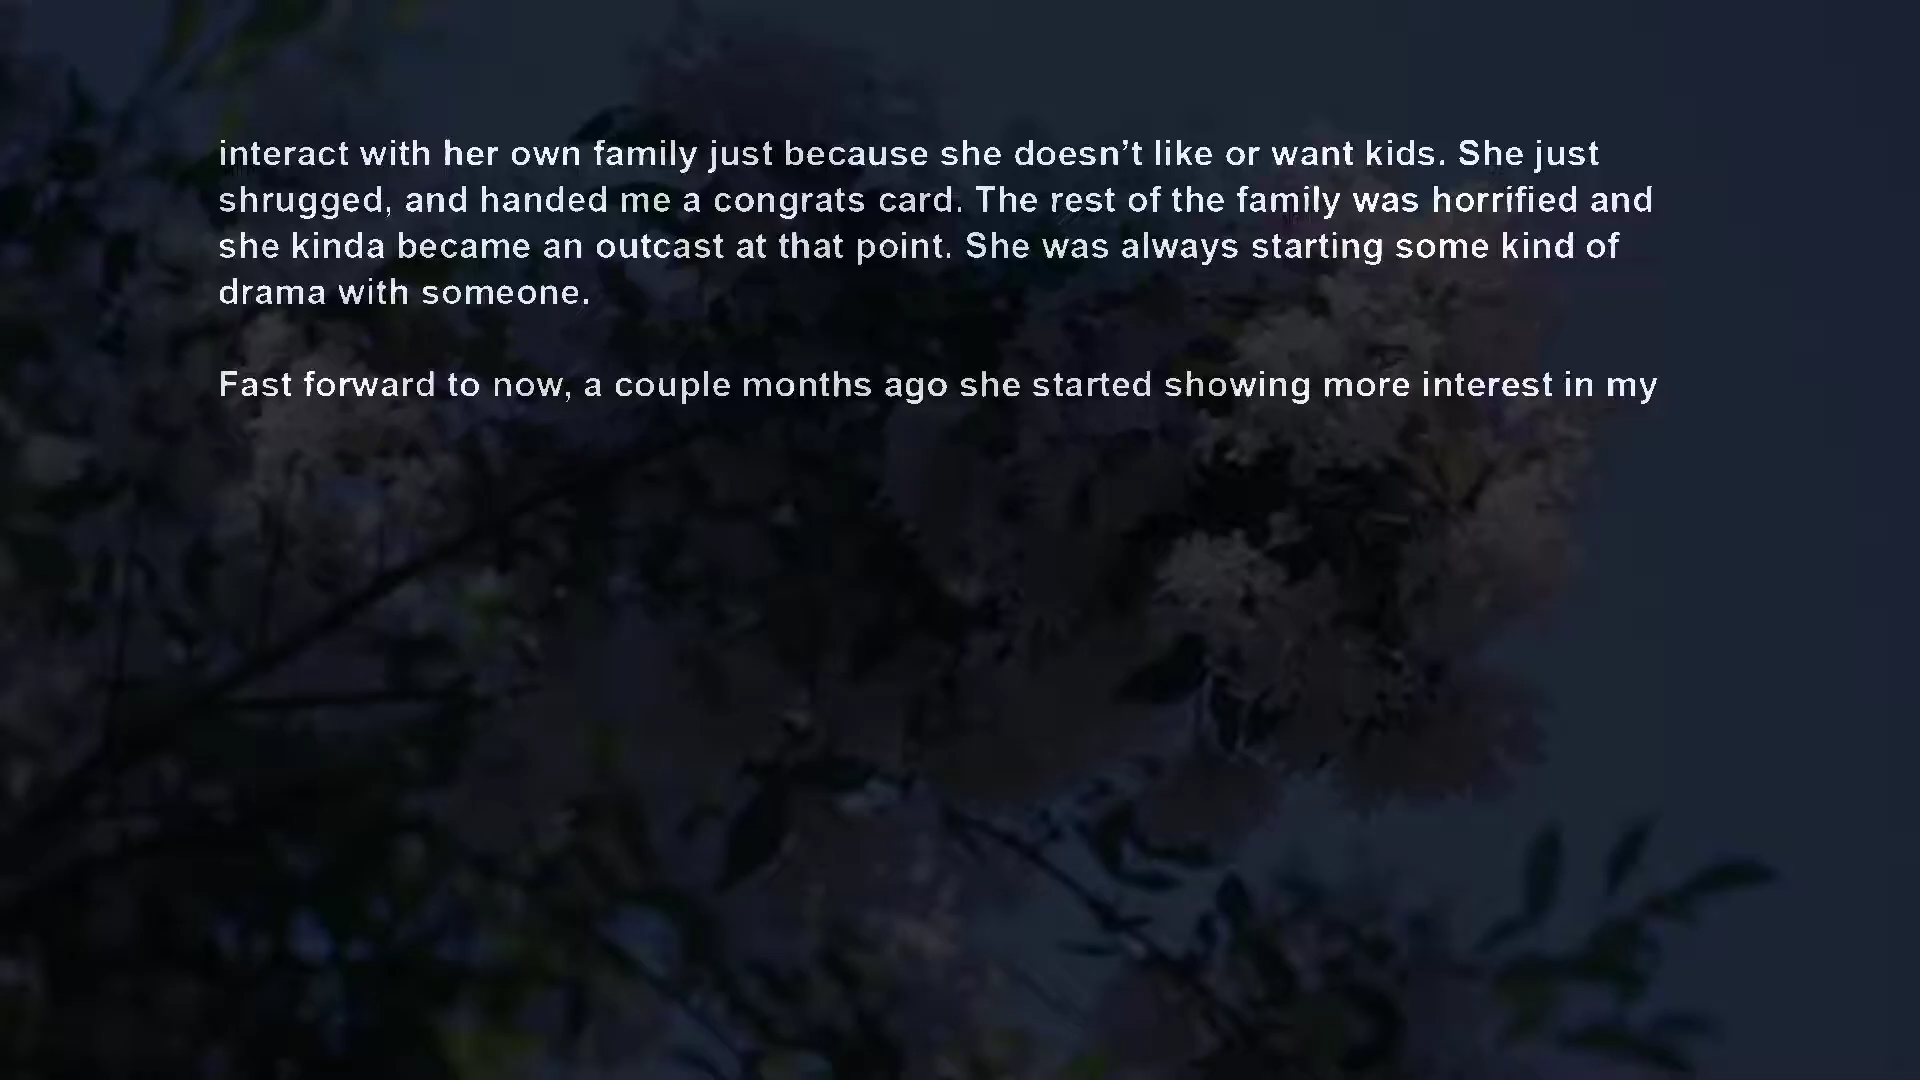 interact with her own family just because she doesn’t like or want kids. She just
shrugged, and handed me a congrats card. The rest of the family was horrified and
she kinda became an outcast at that point. She was always starting some kind of
drama with someone.
Fast forward to now, a couple months ago she started showing more interest in my